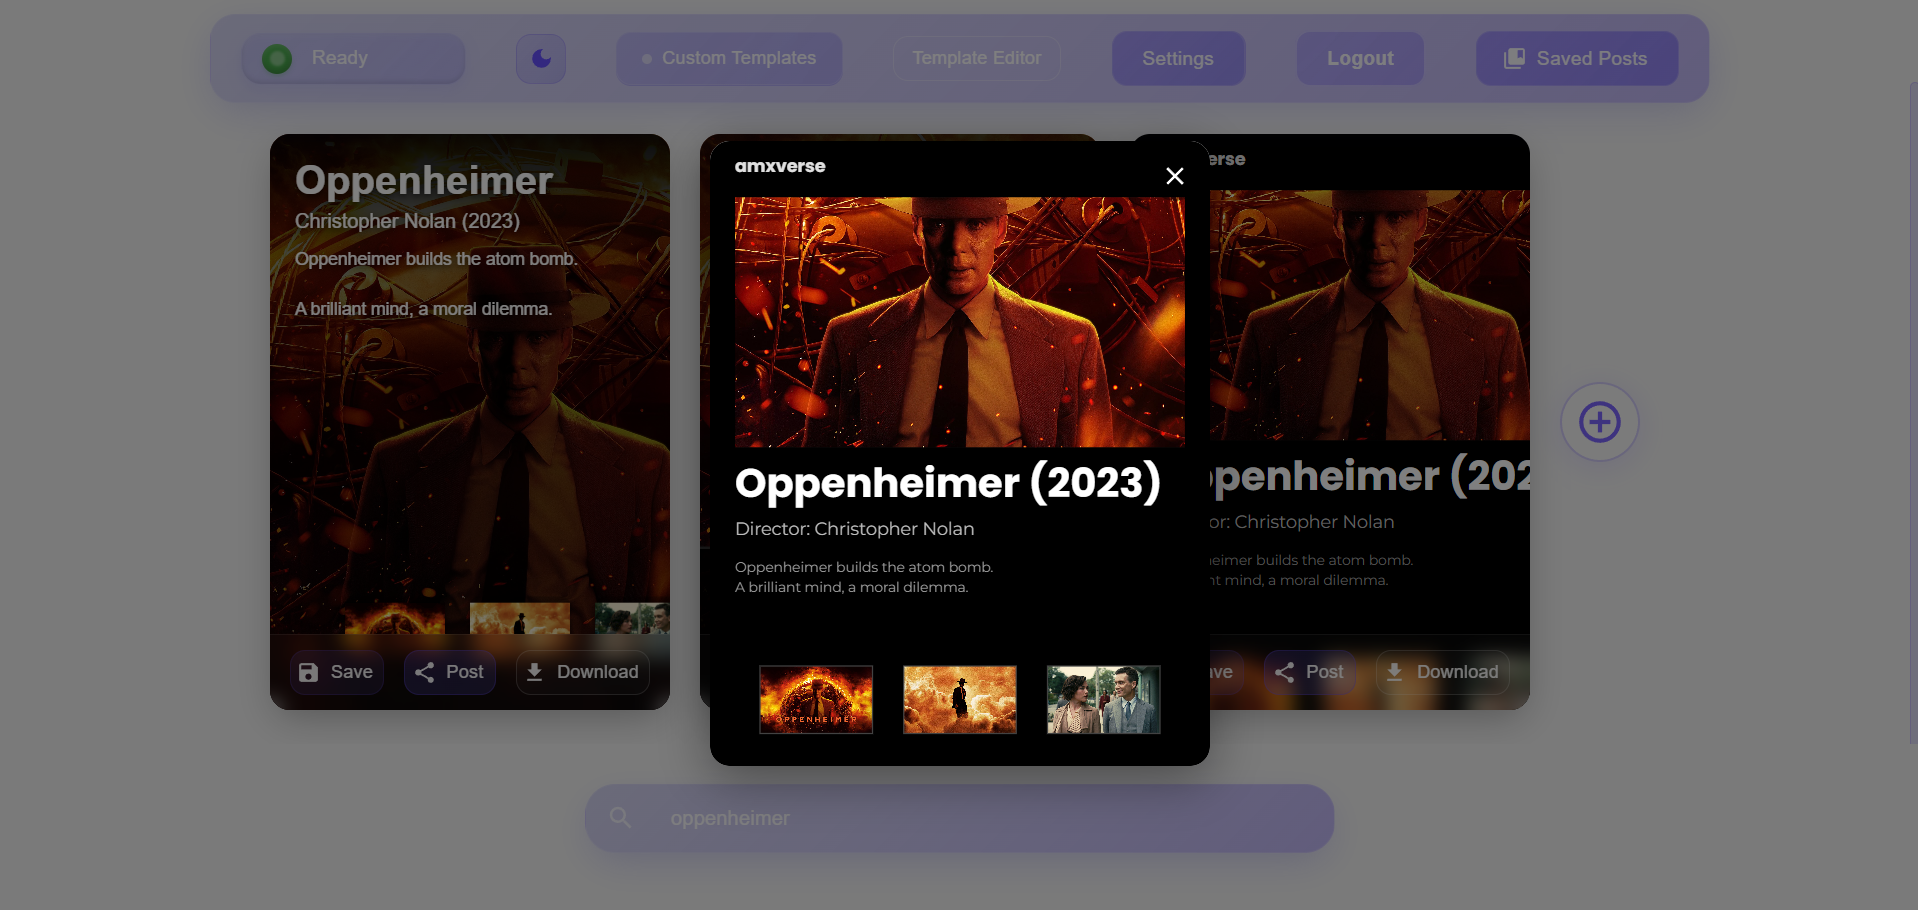 Ready
Custom Templates
Template Editor
Settings
Logout
Saved Posts
Oppenheimer
Christopher Nolan (2023)
Oppenheimer builds the atom bomb.
A brilliant mind, a moral dilemma.
Save
Post
Download
amxverse
Oppenheimer (2023)
Director: Christopher Nolan
Oppenheimer builds the atom bomb.
A brilliant mind, a moral dilemma.
OPPENHEIMER
erse
ppenheimer (202
or: Christopher Nolan
heimer builds the atom bomb.
nt mind, a moral dilemma.
ve
Post
Download
oppenheimer